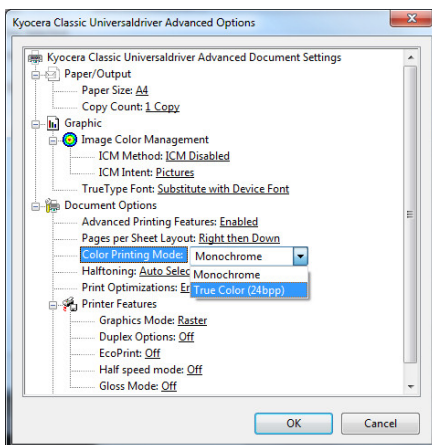 Kyocera Classic Universaldriver Advanced Options
Kyocera Classic Universaldriver Advanced Document Settings
Paper/Output
Paper Size: A4
Copy Count: 1 Copy
Graphic
Image Color Management
ICM Method: ICM Disabled
ICM Intent: Pictures
TrueType Font: Substitute with Device Font
Document Options
Advanced Printing Features: Enabled
Pages per Sheet Layout: Right then Down
Color Printing Mode: Monochrome
Halftoning: Auto Selec Monochrome
Print Optimizations: True Color (24bpp)
Printer Features
Graphics Mode: Raster
Duplex Options: Off
EcoPrint: Off
Half speed mode: Off
Gloss Mode: Off
OK Cancel